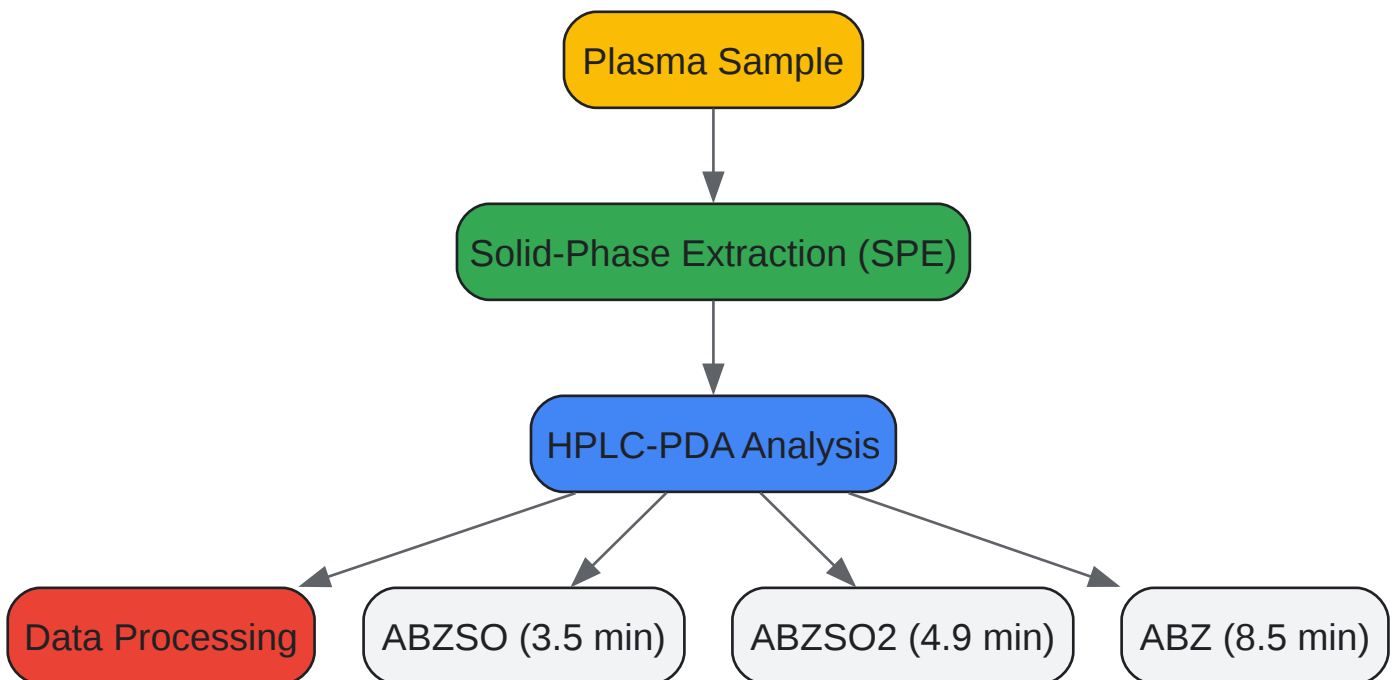 Plasma Sample
Solid-Phase Extraction (SPE)
HPLC-PDA Analysis
Data Processing
ABZSO (3.5 min)
ABZSO2 (4.9 min)
ABZ (8.5 min)